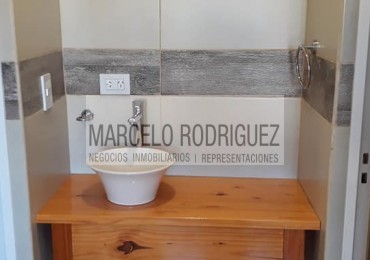 MARCELO RODRIGUEZ
NEGOCIOS INMOBILIARIOS | REPRESENTACIONES